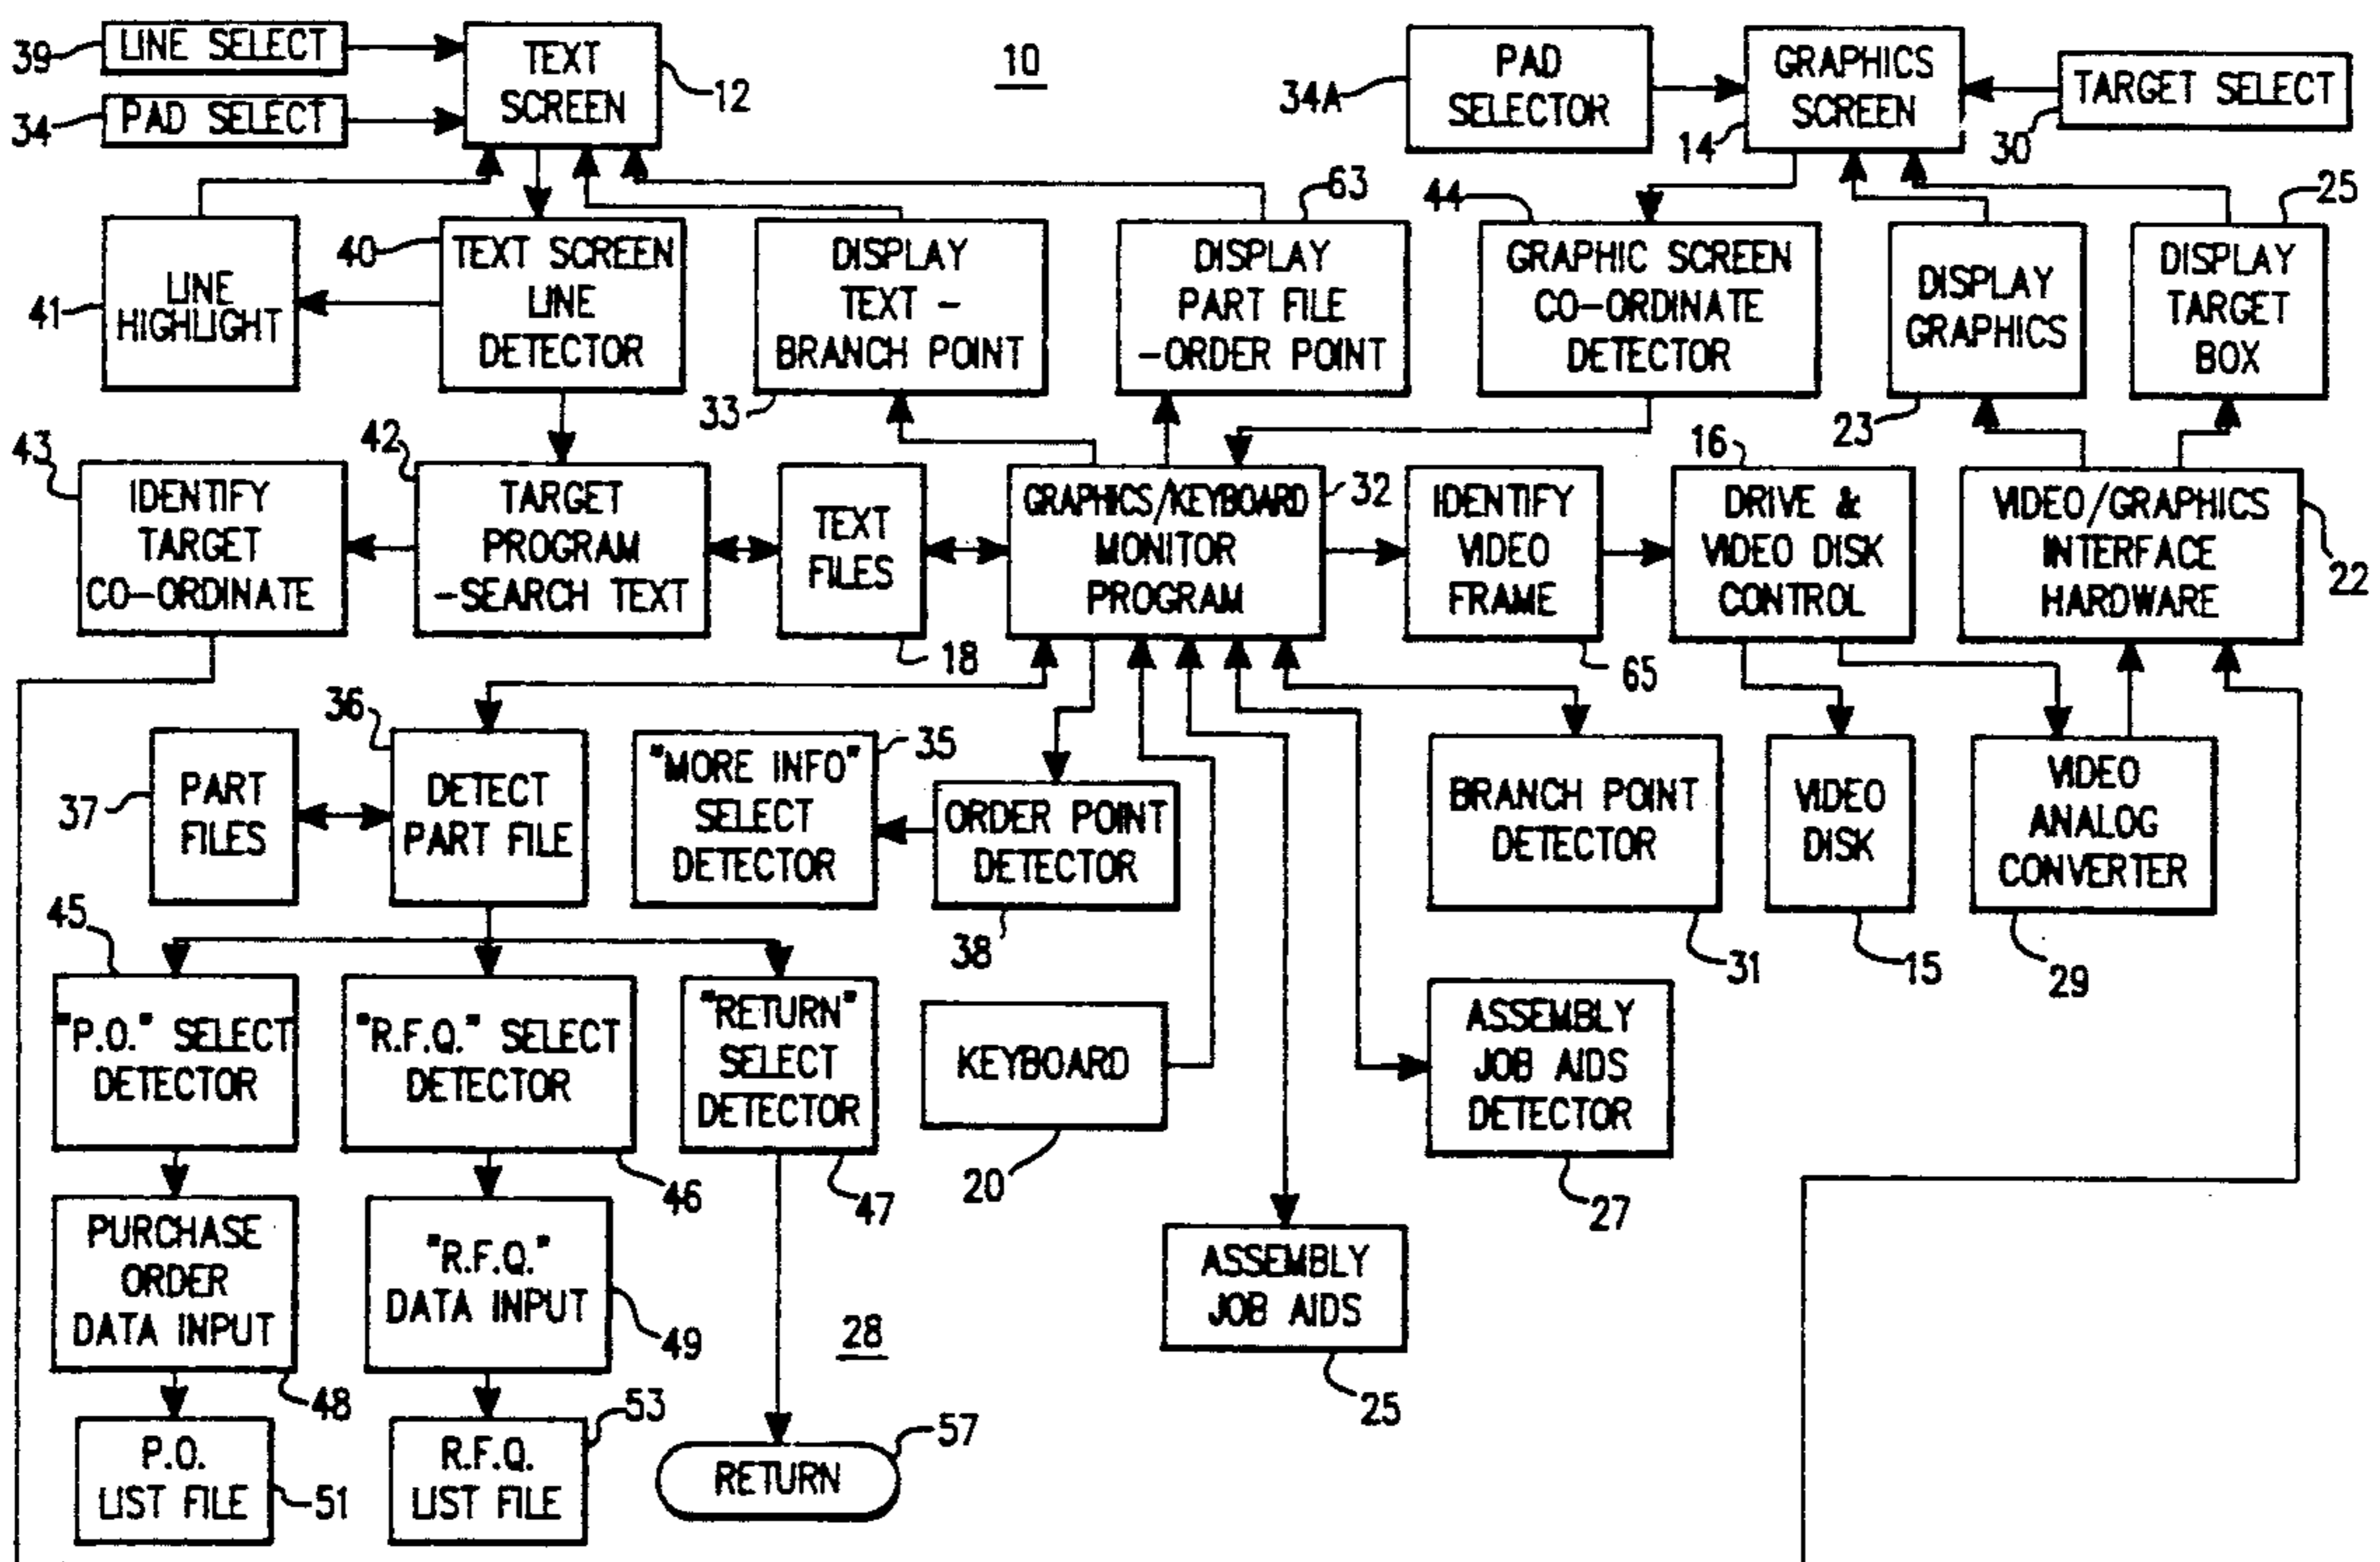 39
LINE SELECT
34
PAD SELECT
TEXT
SCREEN
12
10
34A
PAD
SELECTOR
GRAPHICS
SCREEN
14
30
TARGET SELECT
41
LINE
HIGHLIGHT
40
TEXT SCREEN
LINE
DETECTOR
DISPLAY
TEXT -
BRANCH POINT
33
63
DISPLAY
PART FILE
-ORDER POINT
44
GRAPHIC SCREEN
CO-ORDINATE
DETECTOR
DISPLAY
GRAPHICS
23
25
DISPLAY
TARGET
BOX
43
IDENTIFY
TARGET
CO-ORDINATE
42
TARGET
PROGRAM
-SEARCH TEXT
TEXT
FILES
18
GRAPHICS/KEYBOARD
MONITOR
PROGRAM
32
IDENTIFY
VIDEO
FRAME
65
16
DRIVE &
VIDEO DISK
CONTROL
VIDEO/GRAPHICS
INTERFACE
HARDWARE
22
37
PART
FILES
36
DETECT
PART FILE
"MORE INFO"
SELECT
DETECTOR
35
ORDER POINT
DETECTOR
38
BRANCH POINT
DETECTOR
31
VIDEO
DISK
15
VIDEO
ANALOG
CONVERTER
29
45
"P.O." SELECT
DETECTOR
"R.F.Q." SELECT
DETECTOR
46
"RETURN"
SELECT
DETECTOR
47
KEYBOARD
20
ASSEMBLY
JOB AIDS
DETECTOR
27
PURCHASE
ORDER
DATA INPUT
48
"R.F.Q."
DATA INPUT
49
28
ASSEMBLY
JOB AIDS
25
P.O.
LIST FILE
51
R.F.Q.
LIST FILE
53
RETURN
57